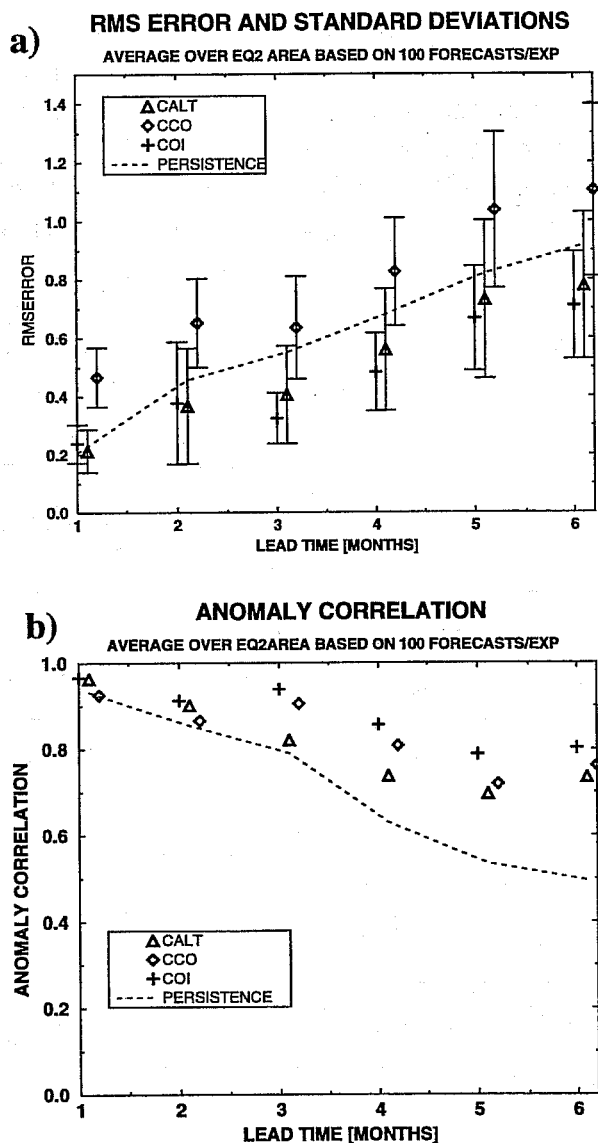 a)
RMS ERROR AND STANDARD DEVIATIONS
AVERAGE OVER EQ2 AREA BASED ON 100 FORECASTS/EXP
CALT
CCO
COI
PERSISTENCE
1.4
1.2
1.0
0.8
0.6
0.4
0.2
0.0
RMSERROR
1 2 3 4 5 6
LEAD TIME [MONTHS]
b)
ANOMALY CORRELATION
AVERAGE OVER EQ2AREA BASED ON 100 FORECASTS/EXP
1.0
0.8
0.6
0.4
0.2
0.0
ANOMALY CORRELATION
CALT
CCO
COI
PERSISTENCE
1 2 3 4 5 6
LEAD TIME [MONTHS]